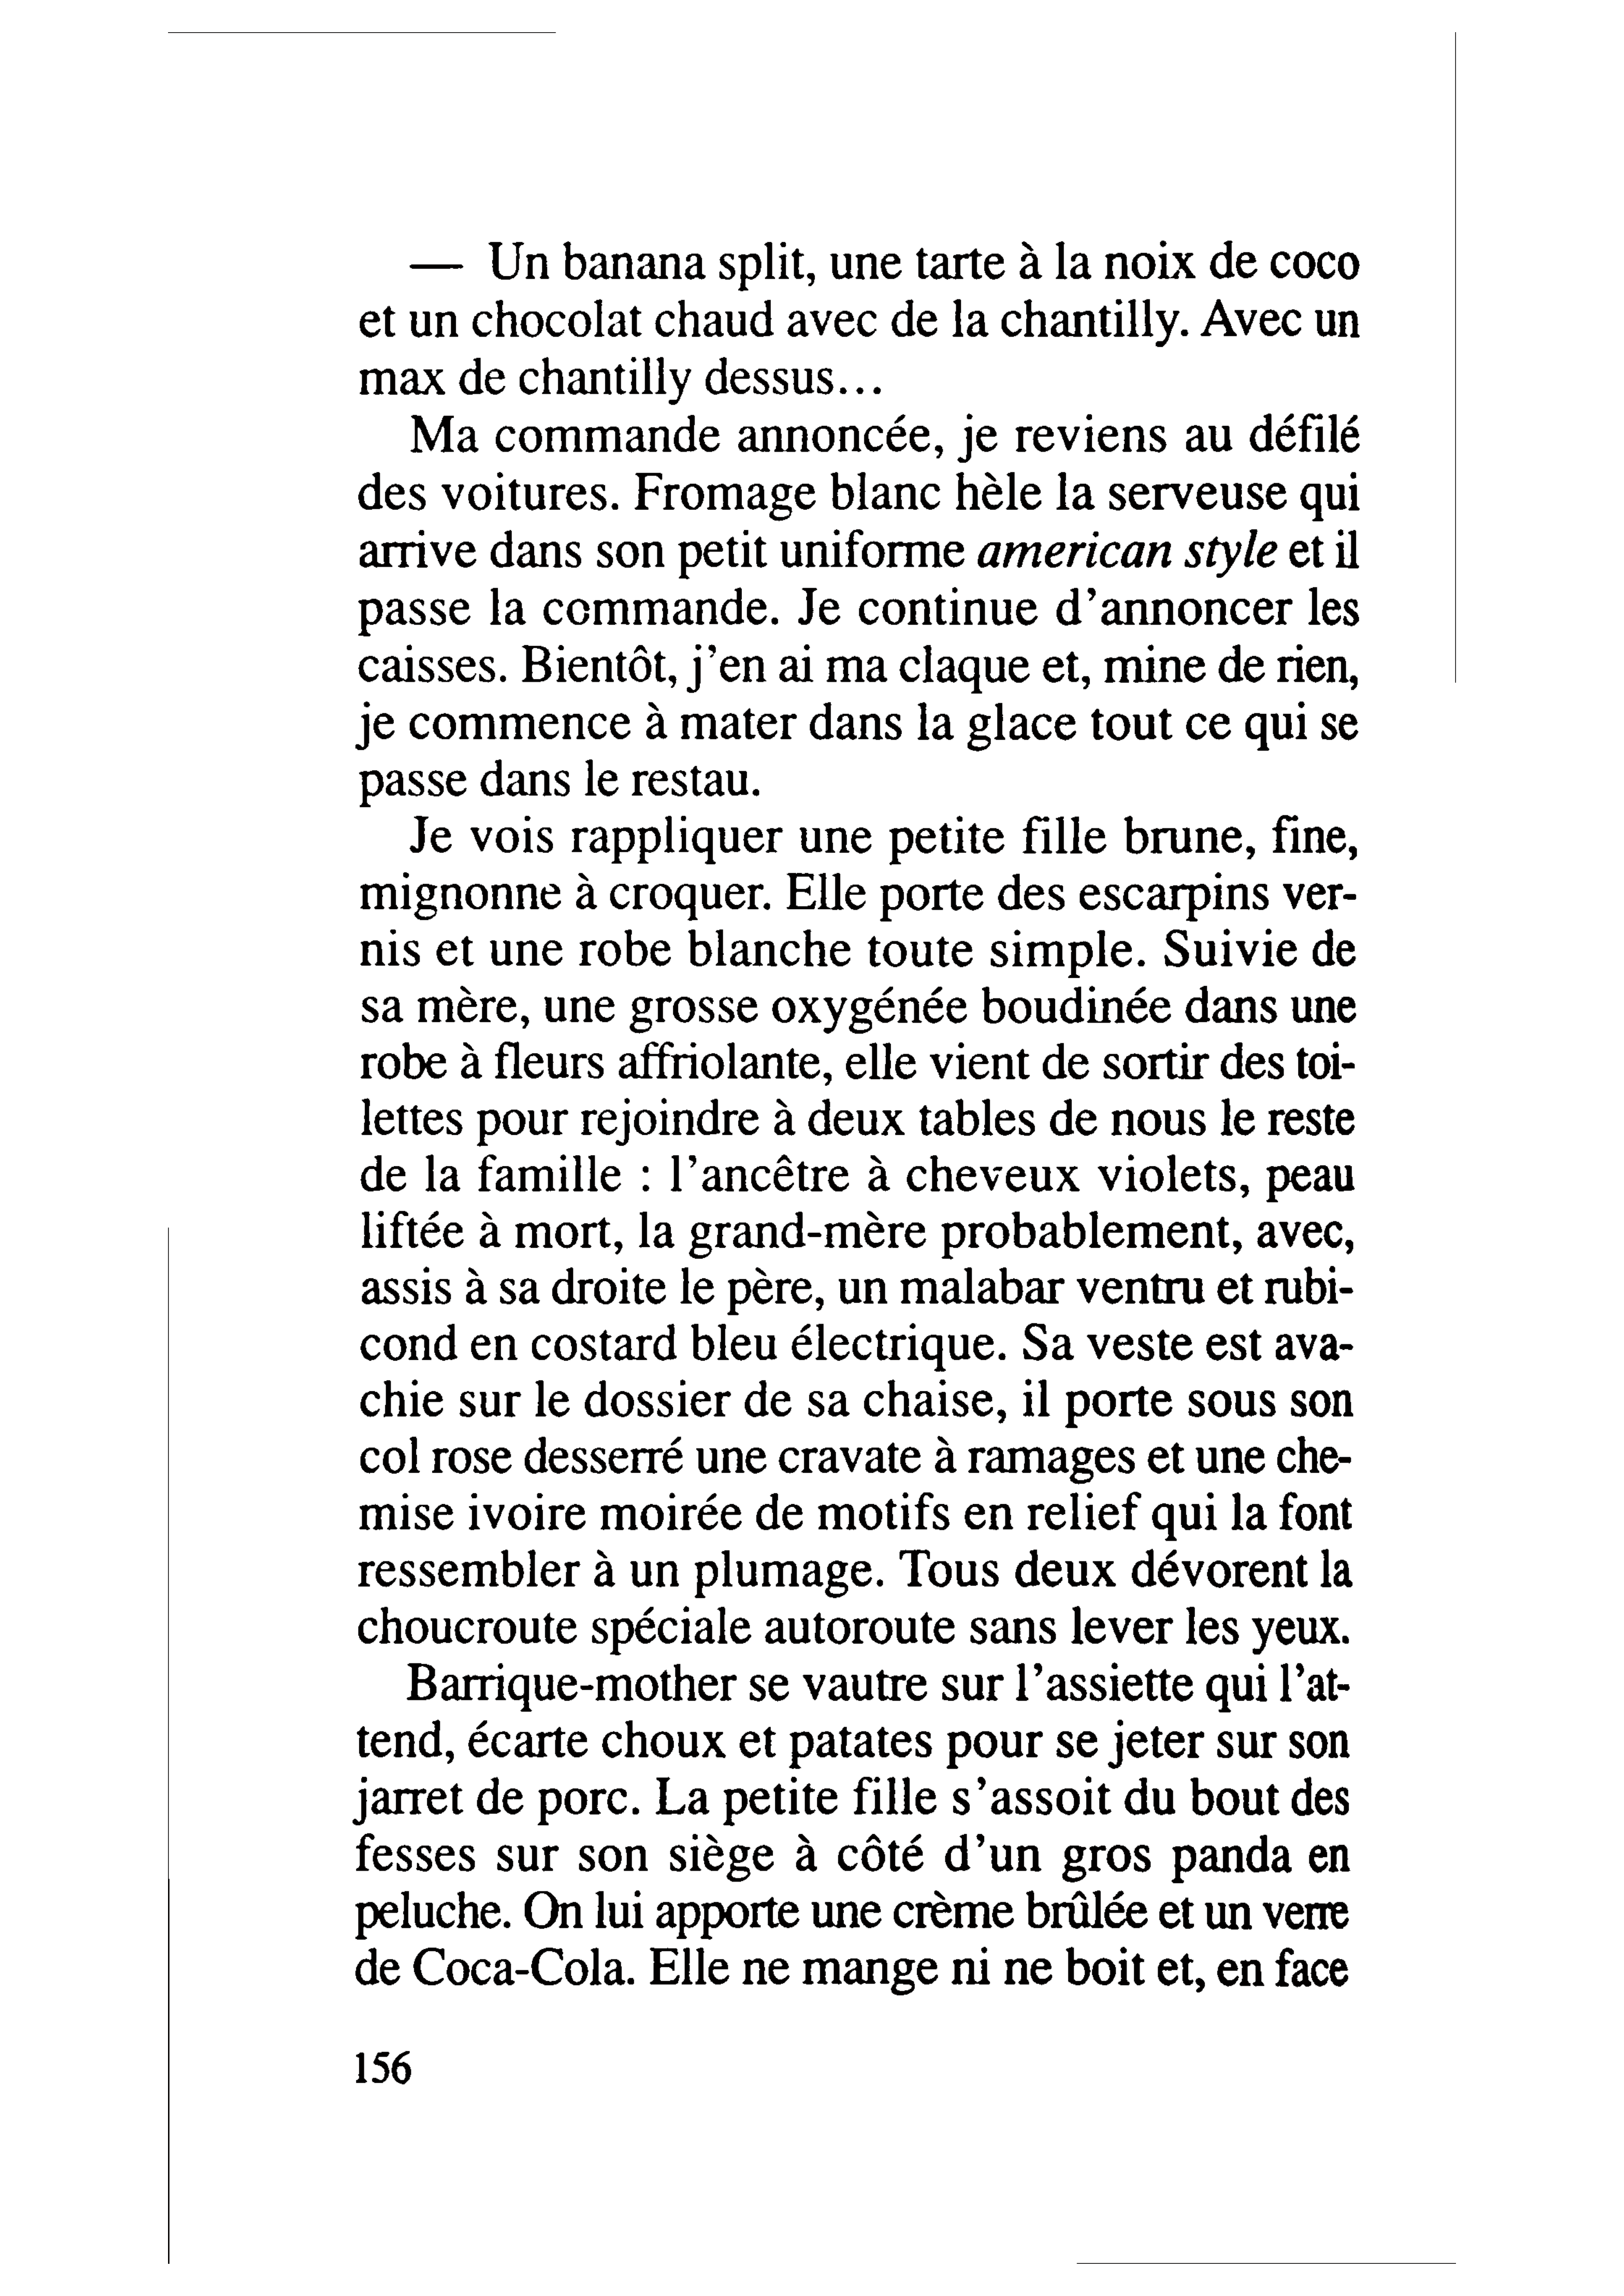 — Un banana split, une tarte à la noix de coco
et un chocolat chaud avec de la chantilly. Avec un
max de chantilly dessus...
Ma commande annoncée, je reviens au défilé
des voitures. Fromage blanc hèle la serveuse qui
arrive dans son petit uniforme american style et il
passe la commande. Je continue d'annoncer les
caisses. Bientôt, j'en ai ma claque et, mine de rien,
je commence à mater dans la glace tout ce qui se
passe dans le restau.
Je vois rappliquer une petite fille brune, fine,
mignonne à croquer. Elle porte des escarpins ver-
nis et une robe blanche toute simple. Suivie de
sa mère, une grosse oxygénée boudinée dans une
robe à fleurs affriolante, elle vient de sortir des toi-
lettes pour rejoindre à deux tables de nous le reste
de la famille : l'ancêtre à cheveux violets, peau
liftée à mort, la grand-mère probablement, avec,
assis à sa droite le père, un malabar ventru et rubi-
cond en costard bleu électrique. Sa veste est ava-
chie sur le dossier de sa chaise, il porte sous son
col rose desserré une cravate à ramages et une che-
mise ivoire moirée de motifs en relief qui la font
ressembler à un plumage. Tous deux dévorent la
choucroute spéciale autoroute sans lever les yeux.
Barrique-mother se vautre sur l'assiette qui l'at-
tend, écarte choux et patates pour se jeter sur son
jarret de porc. La petite fille s'assoit du bout des
fesses sur son siège à côté d'un gros panda en
peluche. On lui apporte une crème brûlée et un verre
de Coca-Cola. Elle ne mange ni ne boit et, en face
156